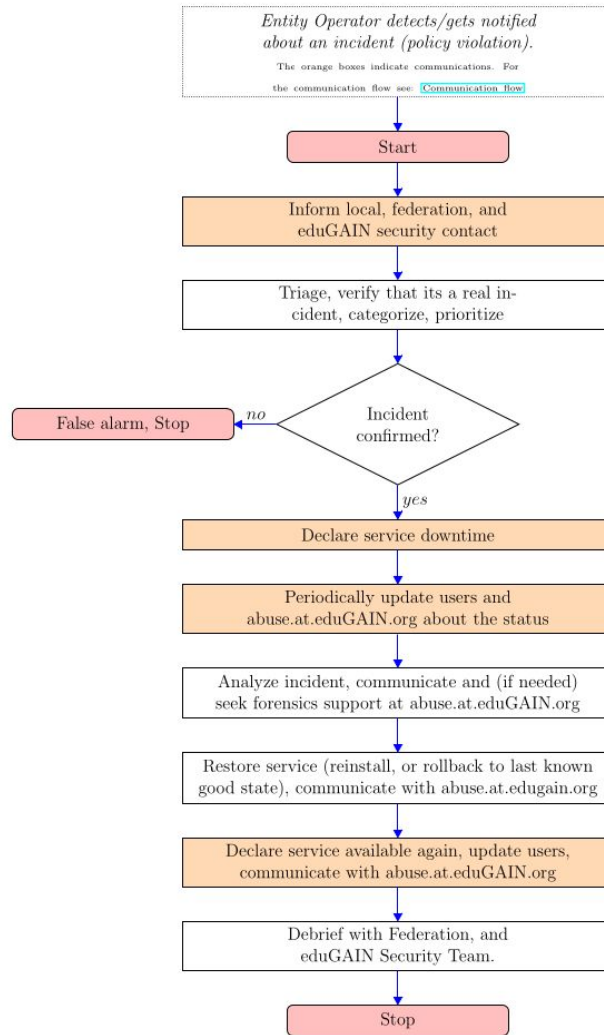 Entity Operator detects/gets notified
about an incident (policy violation).
The orange boxes indicate communications. For
the communication flow see: Communication flow
Start
Inform local, federation, and
eduGAIN security contact
Triage, verify that its a real in-
cident, categorize, prioritize
Incident
confirmed?
no
False alarm, Stop
yes
Declare service downtime
Periodically update users and
abuse.at.eduGAIN.org about the status
Analyze incident, communicate and (if needed)
seek forensics support at abuse.at.eduGAIN.org
Restore service (reinstall, or rollback to last known
good state), communicate with abuse.at.edugain.org
Declare service available again, update users,
communicate with abuse.at.eduGAIN.org
Debrief with Federation, and
eduGAIN Security Team.
Stop